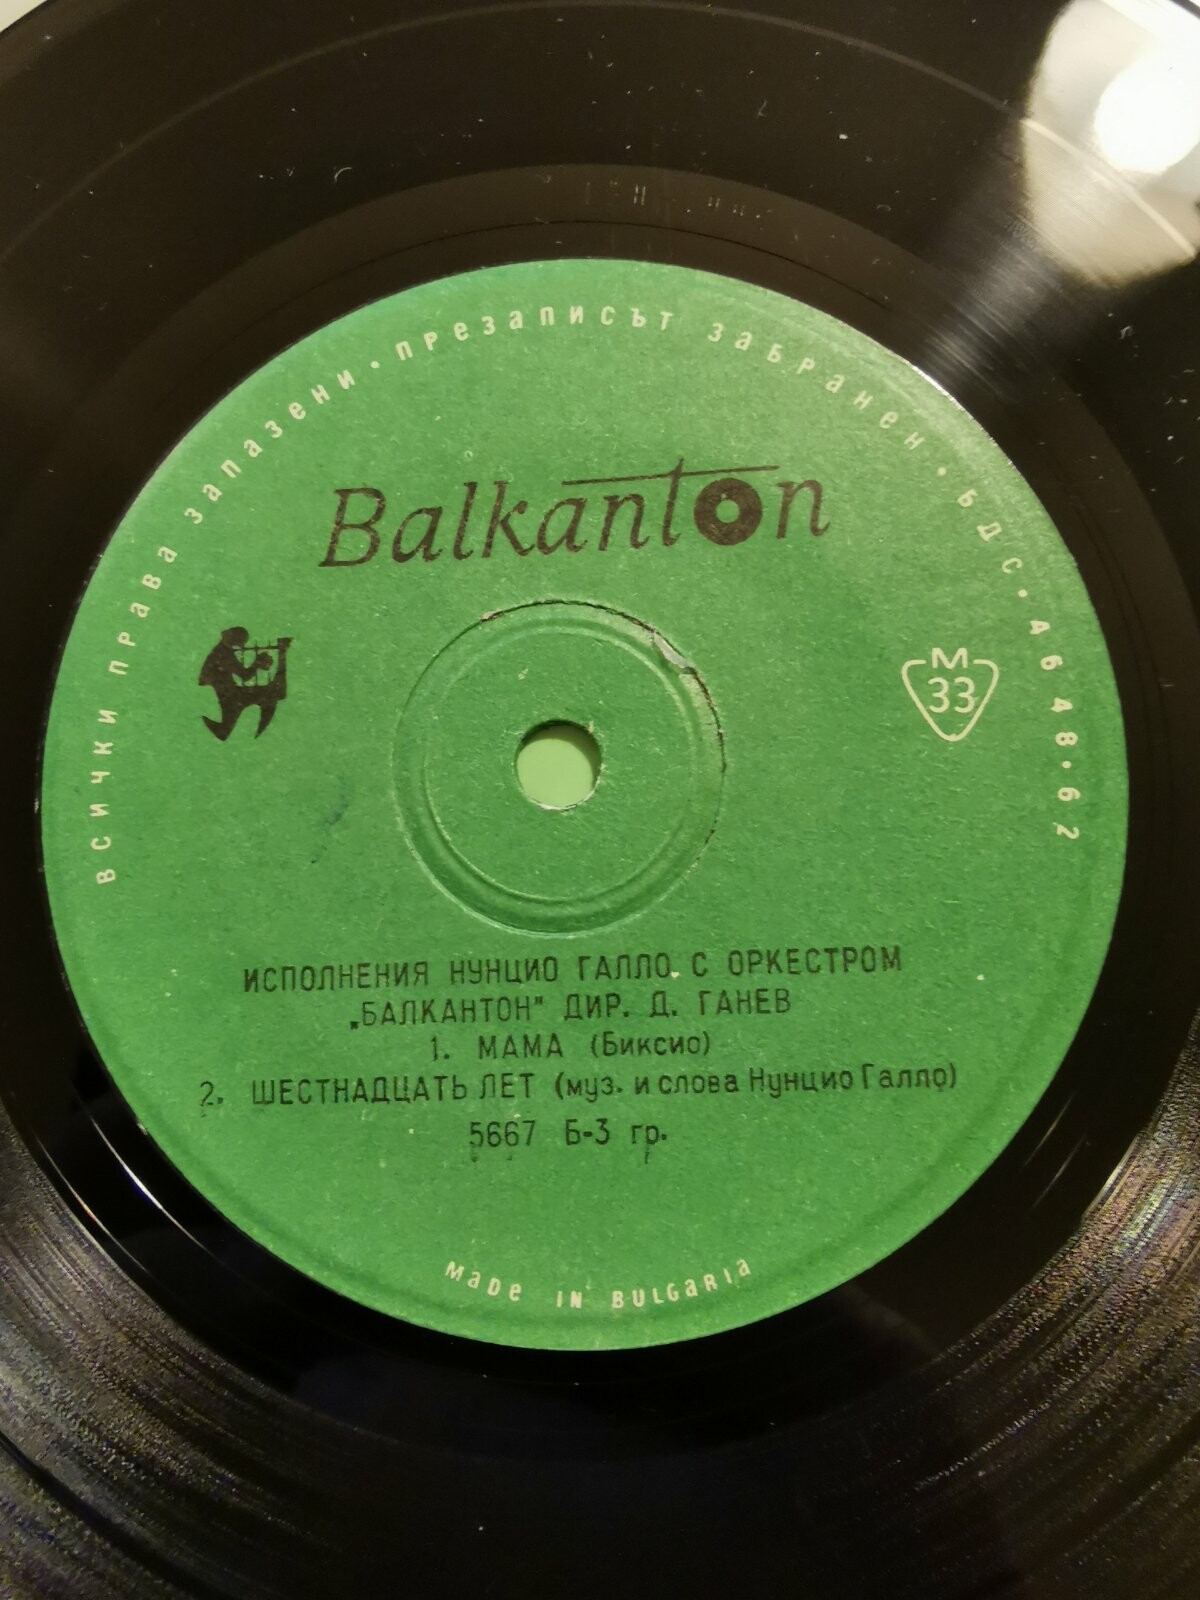 ВСИЧКИ ПРАВА ЗАПАЗЕНИ · ПРЕЗАПИСЪТ ЗАБРАНЕН · БДС · 4648 · 62
Balkanton
М
33
ИСПОЛНЕНИЯ НУНЦИО ГАЛЛО С ОРКЕСТРОМ
„БАЛКАНТОН" ДИР. Д. ГАНЕВ
1. МАМА (Биксио)
2. ШЕСТНАДЦАТЬ ЛЕТ (муз. и слова Нунцио Галло)
5667 Б-3 гр.
MADE IN BULGARIA